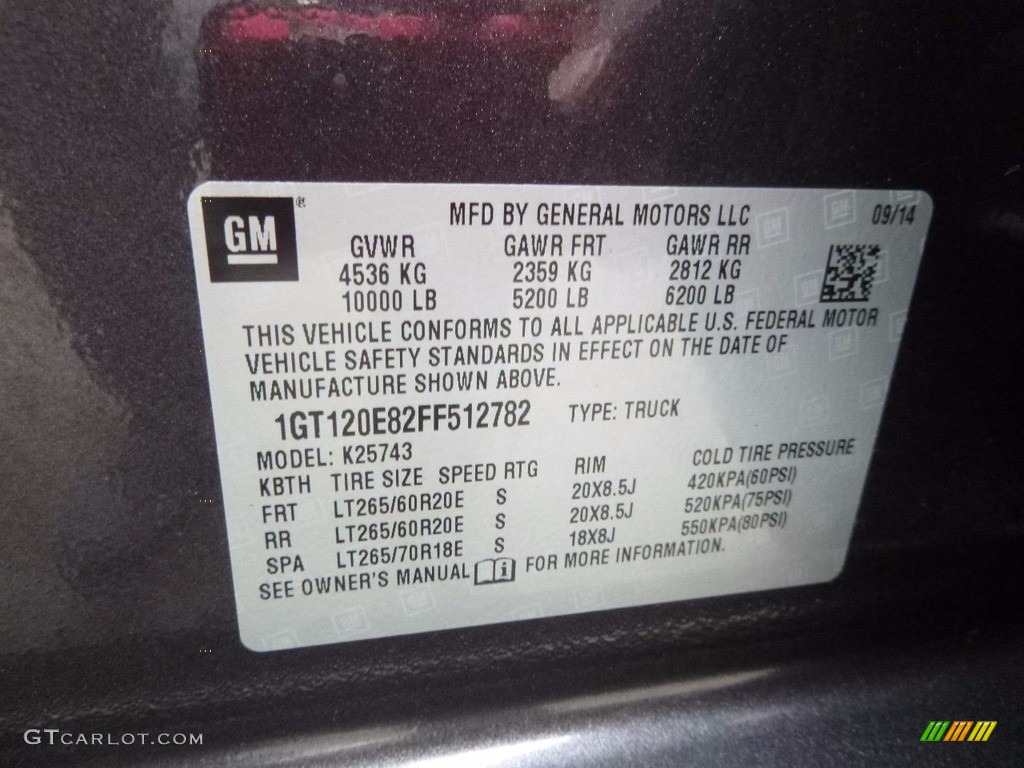 GM®
MFD BY GENERAL MOTORS LLC 09/14
GVWR GAWR FRT GAWR RR
4536 KG 2359 KG 2812 KG
10000 LB 5200 LB 6200 LB
THIS VEHICLE CONFORMS TO ALL APPLICABLE U.S. FEDERAL MOTOR
VEHICLE SAFETY STANDARDS IN EFFECT ON THE DATE OF
MANUFACTURE SHOWN ABOVE.
1GT120E82FF512782 TYPE: TRUCK
MODEL: K25743
KBTH TIRE SIZE SPEED RTG RIM COLD TIRE PRESSURE
FRT LT265/60R20E S 20X8.5J 420KPA(60PSI)
RR LT265/60R20E S 20X8.5J 520KPA(75PSI)
SPA LT265/70R18E S 18X8J 550KPA(80PSI)
SEE OWNER'S MANUAL i FOR MORE INFORMATION.
GTCARLOT.COM